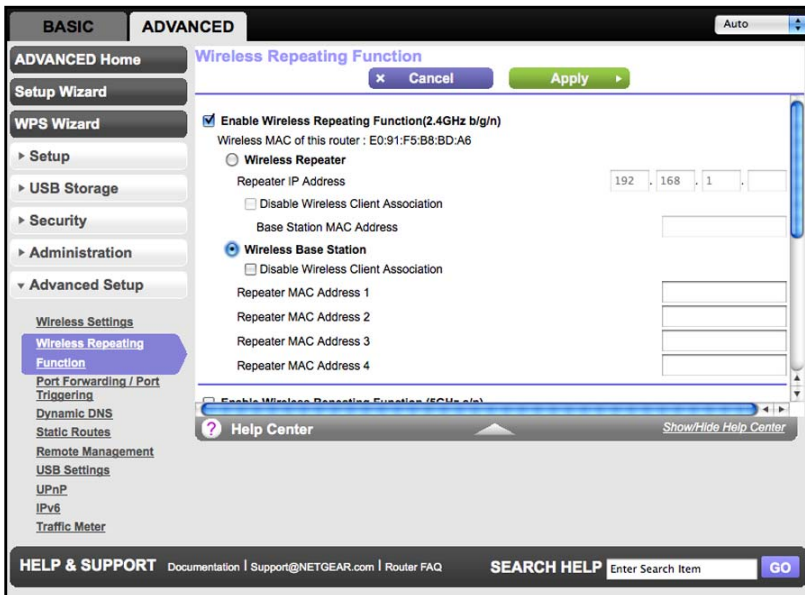 BASIC
ADVANCED
Auto
ADVANCED Home
Setup Wizard
WPS Wizard
Setup
USB Storage
Security
Administration
Advanced Setup
Wireless Settings
Wireless Repeating
Function
Port Forwarding / Port
Triggering
Dynamic DNS
Static Routes
Remote Management
USB Settings
UPnP
IPv6
Traffic Meter
Wireless Repeating Function
× Cancel
Apply
Enable Wireless Repeating Function(2.4GHz b/g/n)
Wireless MAC of this router : E0:91:F5:B8:BD:A6
Wireless Repeater
Repeater IP Address 192 . 168 . 1 .
Disable Wireless Client Association
Base Station MAC Address
Wireless Base Station
Disable Wireless Client Association
Repeater MAC Address 1
Repeater MAC Address 2
Repeater MAC Address 3
Repeater MAC Address 4
Enable Wireless Repeating Function (5GHz a/n)
? Help Center
Show/Hide Help Center
HELP & SUPPORT Documentation | Support@NETGEAR.com | Router FAQ
SEARCH HELP Enter Search Item GO